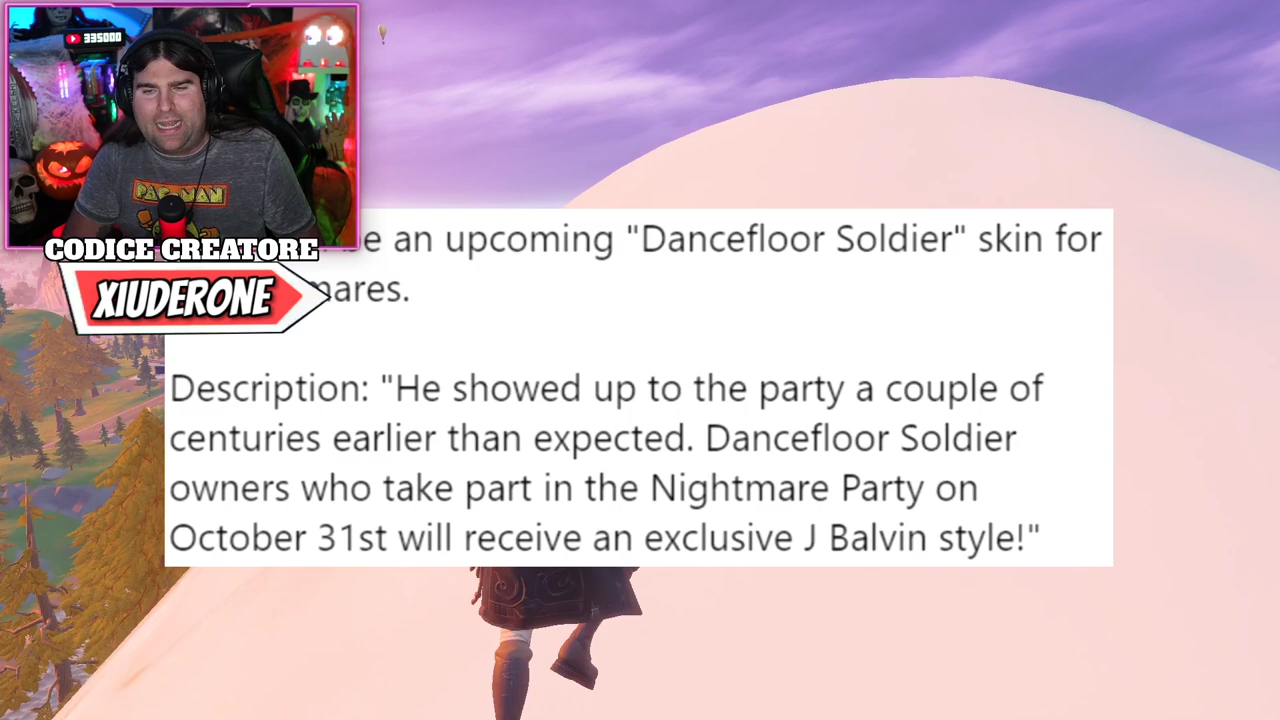 335000
PAC-MAN
CODICE CREATORE
XIUDERONE
be an upcoming "Dancefloor Soldier" skin for
mares.
Description: "He showed up to the party a couple of
centuries earlier than expected. Dancefloor Soldier
owners who take part in the Nightmare Party on
October 31st will receive an exclusive J Balvin style!"